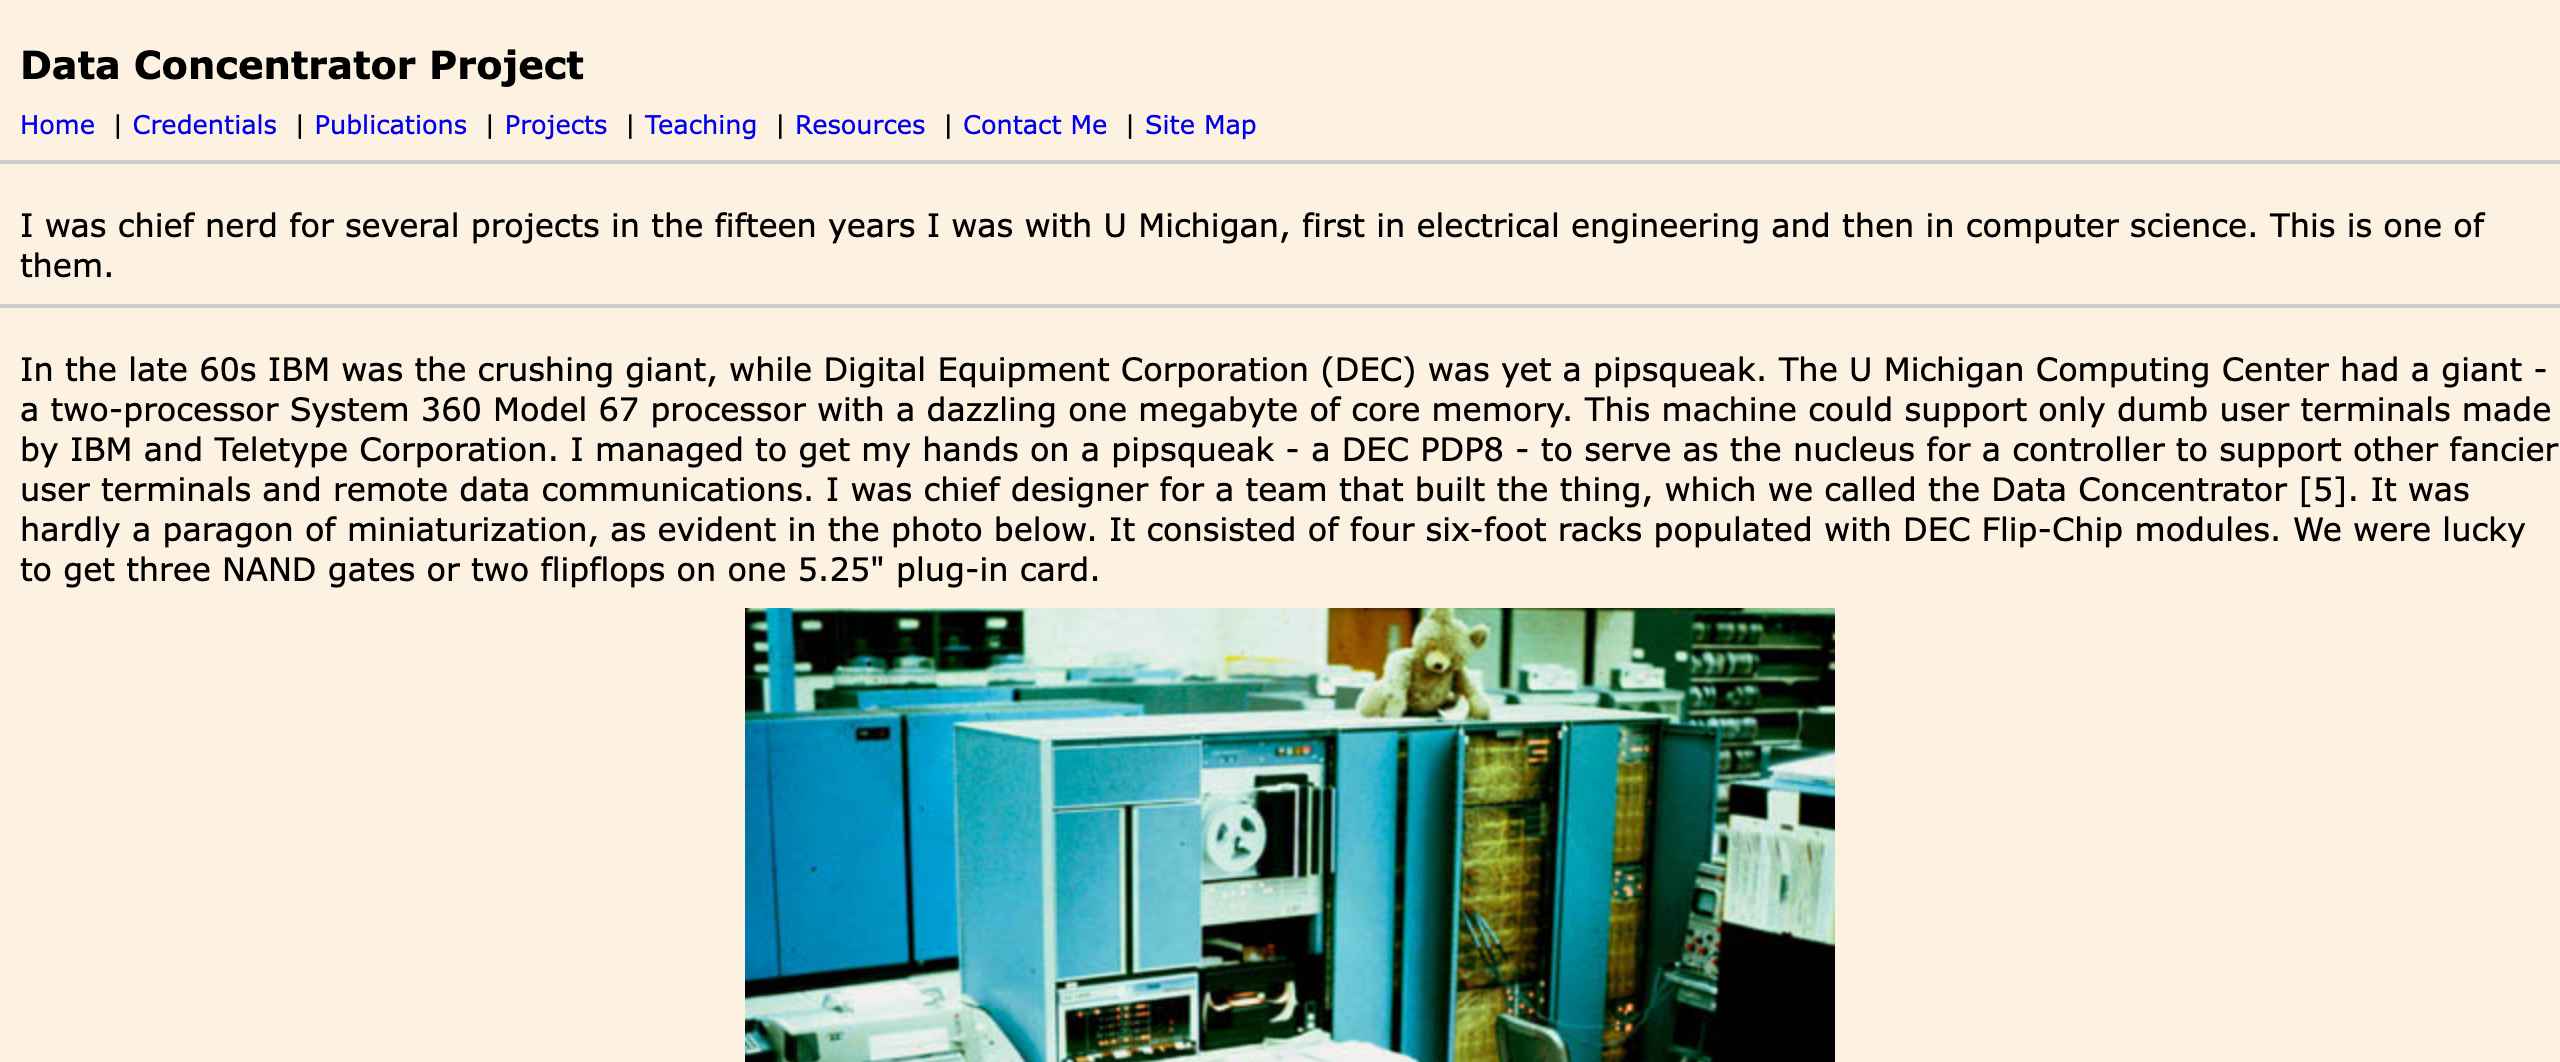 Data Concentrator Project
Home | Credentials | Publications | Projects | Teaching | Resources | Contact Me | Site Map
I was chief nerd for several projects in the fifteen years I was with U Michigan, first in electrical engineering and then in computer science. This is one of
them.
In the late 60s IBM was the crushing giant, while Digital Equipment Corporation (DEC) was yet a pipsqueak. The U Michigan Computing Center had a giant -
a two-processor System 360 Model 67 processor with a dazzling one megabyte of core memory. This machine could support only dumb user terminals made
by IBM and Teletype Corporation. I managed to get my hands on a pipsqueak - a DEC PDP8 - to serve as the nucleus for a controller to support other fancier
user terminals and remote data communications. I was chief designer for a team that built the thing, which we called the Data Concentrator [5]. It was
hardly a paragon of miniaturization, as evident in the photo below. It consisted of four six-foot racks populated with DEC Flip-Chip modules. We were lucky
to get three NAND gates or two flipflops on one 5.25" plug-in card.